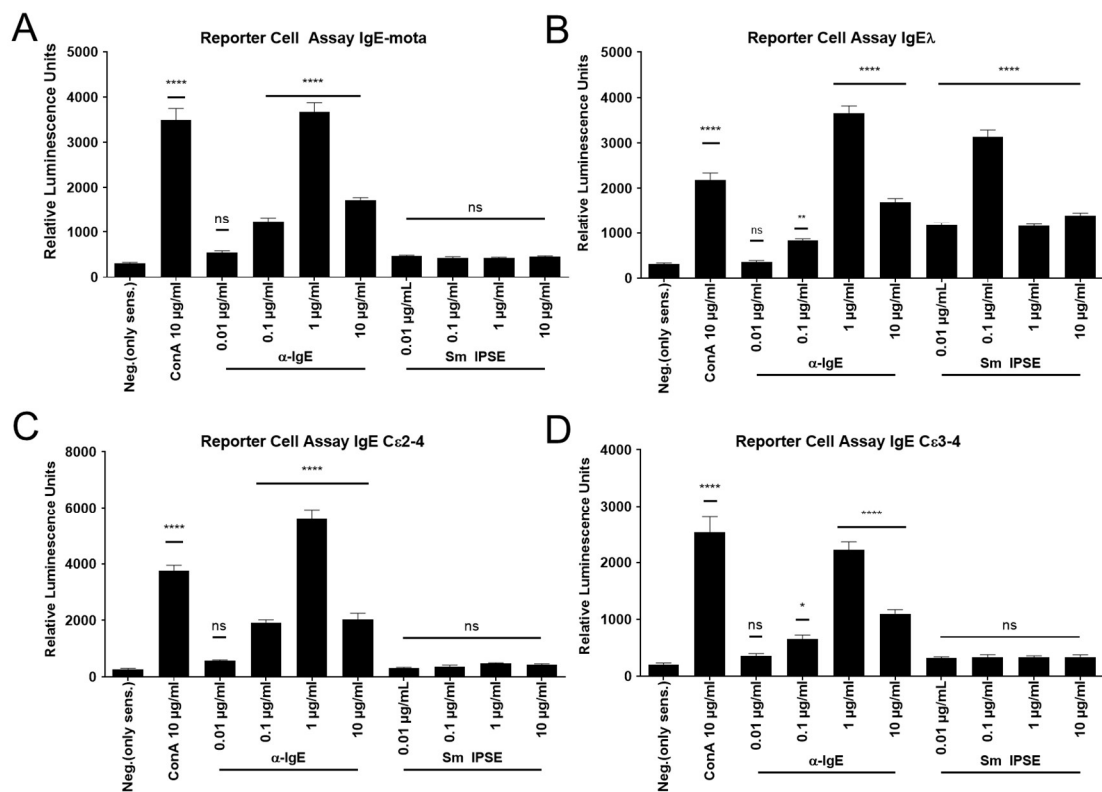 A
Reporter Cell Assay IgE-mota
Relative Luminescence Units
5000
4000
3000
2000
1000
0
****
ns
****
ns
Neg.(only sens.)
ConA 10 µg/ml
0.01 µg/ml
0.1 µg/ml
1 µg/ml
10 µg/ml
0.01 µg/mL
0.1 µg/ml
1 µg/ml
10 µg/ml
α-IgE
Sm IPSE
B
Reporter Cell Assay IgEλ
Relative Luminescence Units
5000
4000
3000
2000
1000
0
****
ns
**
****
****
Neg.(only sens.)
ConA 10 µg/ml
0.01 µg/ml
0.1 µg/ml
1 µg/ml
10 µg/ml
0.01 µg/mL
0.1 µg/ml
1 µg/ml
10 µg/ml
α-IgE
Sm IPSE
C
Reporter Cell Assay IgE Cε2-4
Relative Luminescence Units
8000
6000
4000
2000
0
****
ns
****
ns
Neg.(only sens.)
ConA 10 µg/ml
0.01 µg/ml
0.1 µg/ml
1 µg/ml
10 µg/ml
0.01 µg/mL
0.1 µg/ml
1 µg/ml
10 µg/ml
α-IgE
Sm IPSE
D
Reporter Cell Assay IgE Cε3-4
Relative Luminescence Units
4000
3000
2000
1000
0
****
ns
*
****
ns
Neg.(only sens.)
ConA 10 µg/ml
0.01 µg/ml
0.1 µg/ml
1 µg/ml
10 µg/ml
0.01 µg/mL
0.1 µg/ml
1 µg/ml
10 µg/ml
α-IgE
Sm IPSE